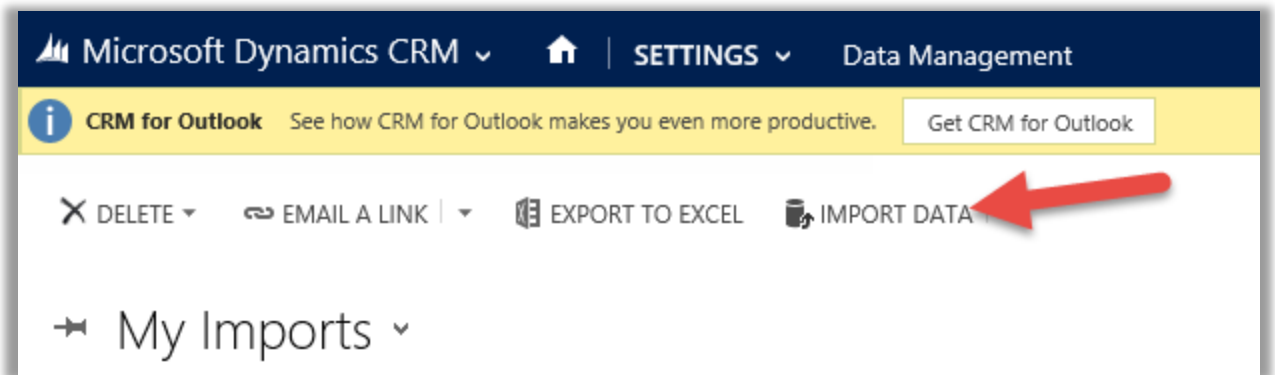 Microsoft Dynamics CRM SETTINGS Data Management
CRM for Outlook See how CRM for Outlook makes you even more productive. Get CRM for Outlook
DELETE EMAIL A LINK EXPORT TO EXCEL IMPORT DATA
My Imports